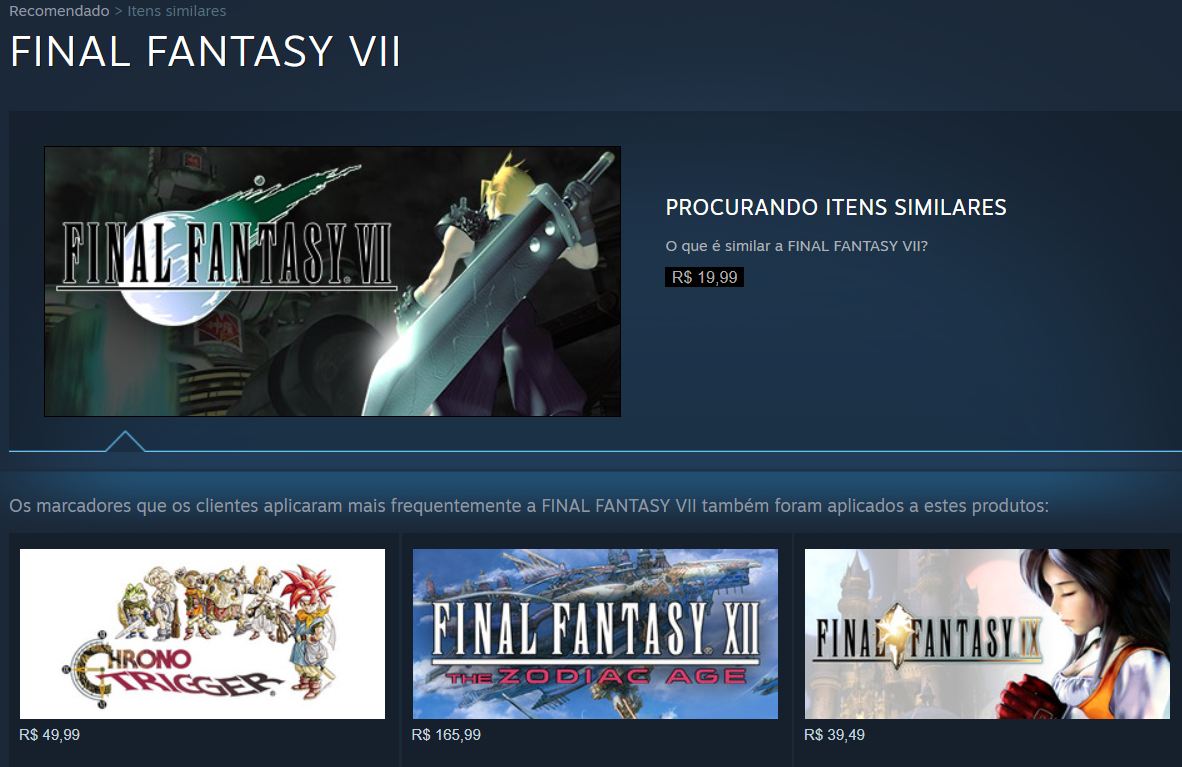 Recomendado > Itens similares
FINAL FANTASY VII
FINAL FANTASY VII
PROCURANDO ITENS SIMILARES
O que é similar a FINAL FANTASY VII?
R$ 19,99
Os marcadores que os clientes aplicaram mais frequentemente a FINAL FANTASY VII também foram aplicados a estes produtos:
CHRONO
TRIGGER
FINAL FANTASY XII
THE ZODIAC AGE
FINAL FANTASY IX
R$ 49,99
R$ 165,99
R$ 39,49